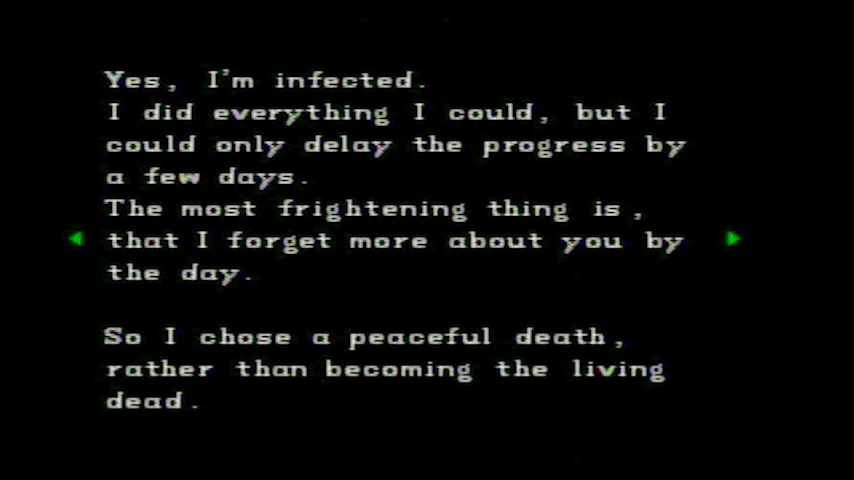 Yes, I'm infected.
I did everything I could, but I
could only delay the progress by
a few days.
The most frightening thing is,
that I forget more about you by
the day.
So I chose a peaceful death,
rather than becoming the living
dead.